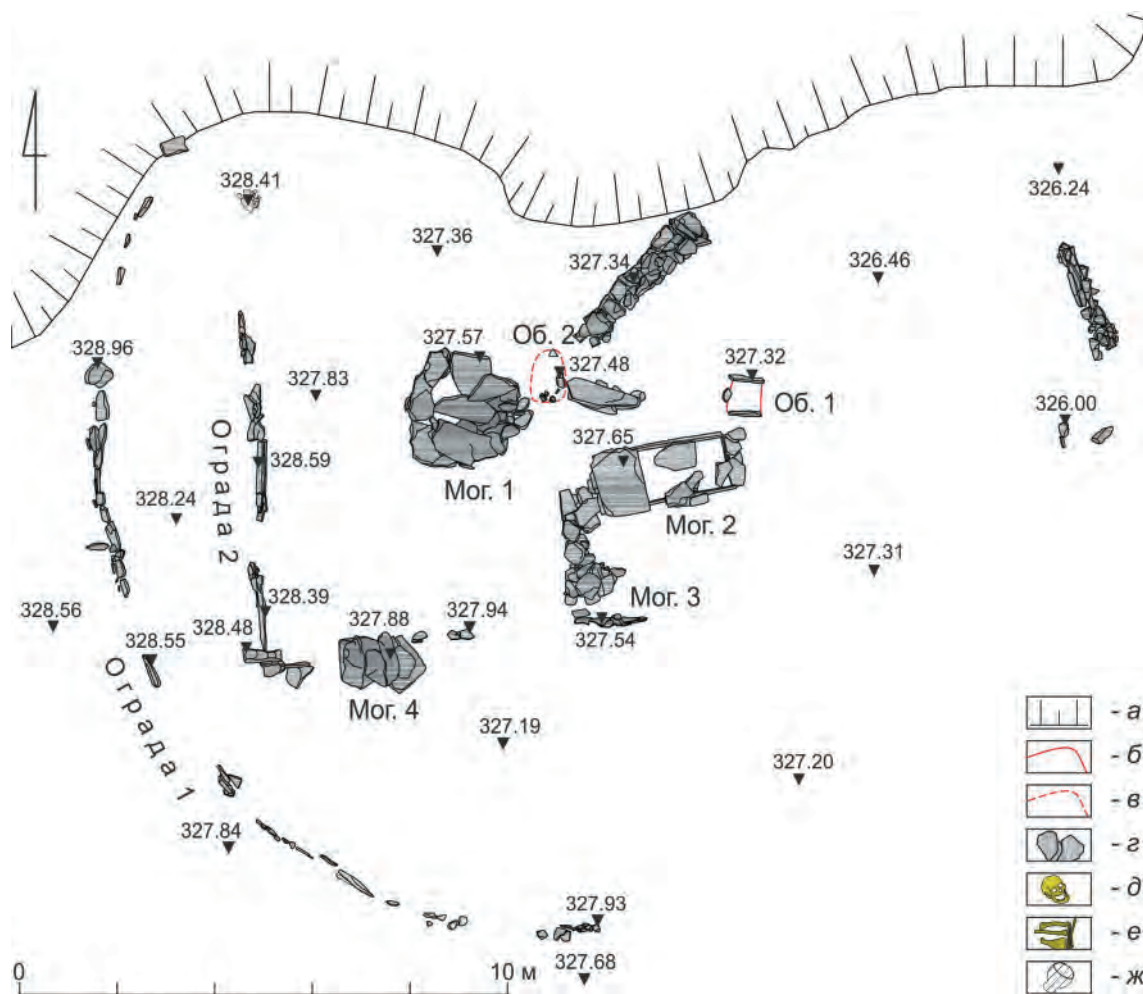 328.41
326.24
327.36
327.34
326.46
Об. 2
327.57
327.48
327.32
328.96
327.83
Об. 1
326.00
Ограда 2
328.59
327.65
Мог. 1
328.24
Мог. 2
327.31
328.39
Мог. 3
328.56
328.48
327.88
327.94
328.55
327.54
Ограда 1
Мог. 4
327.19
327.20
327.84
327.93
327.68
0
10 м
- а
- б
- в
- г
- д
- е
- ж